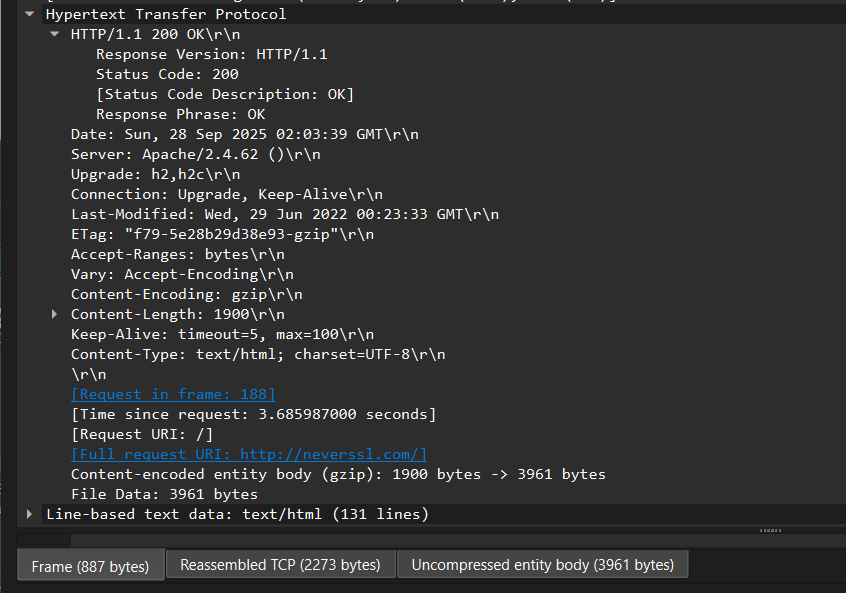 Hypertext Transfer Protocol
HTTP/1.1 200 OK\r\n
Response Version: HTTP/1.1
Status Code: 200
[Status Code Description: OK]
Response Phrase: OK
Date: Sun, 28 Sep 2025 02:03:39 GMT\r\n
Server: Apache/2.4.62 ()\r\n
Upgrade: h2,h2c\r\n
Connection: Upgrade, Keep-Alive\r\n
Last-Modified: Wed, 29 Jun 2022 00:23:33 GMT\r\n
ETag: "f79-5e28b29d38e93-gzip"\r\n
Accept-Ranges: bytes\r\n
Vary: Accept-Encoding\r\n
Content-Encoding: gzip\r\n
Content-Length: 1900\r\n
Keep-Alive: timeout=5, max=100\r\n
Content-Type: text/html; charset=UTF-8\r\n
\r\n
[Request in frame: 188]
[Time since request: 3.685987000 seconds]
[Request URI: /]
[Full request URI: http://neverssl.com/]
Content-encoded entity body (gzip): 1900 bytes -> 3961 bytes
File Data: 3961 bytes
Line-based text data: text/html (131 lines)
Frame (887 bytes) Reassembled TCP (2273 bytes) Uncompressed entity body (3961 bytes)